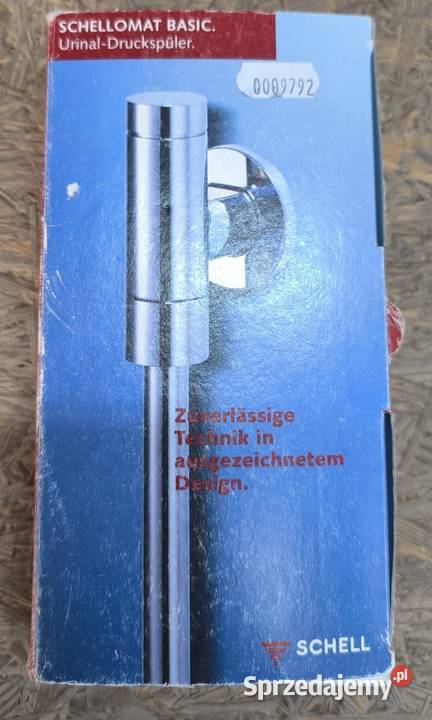 SCHELLOMAT BASIC.
Urinal-Druckspüler.
0009792
Zuverlässige
Technik in
ausgezeichnetem
Design.
SCHELL
Sprzedajemy.pl